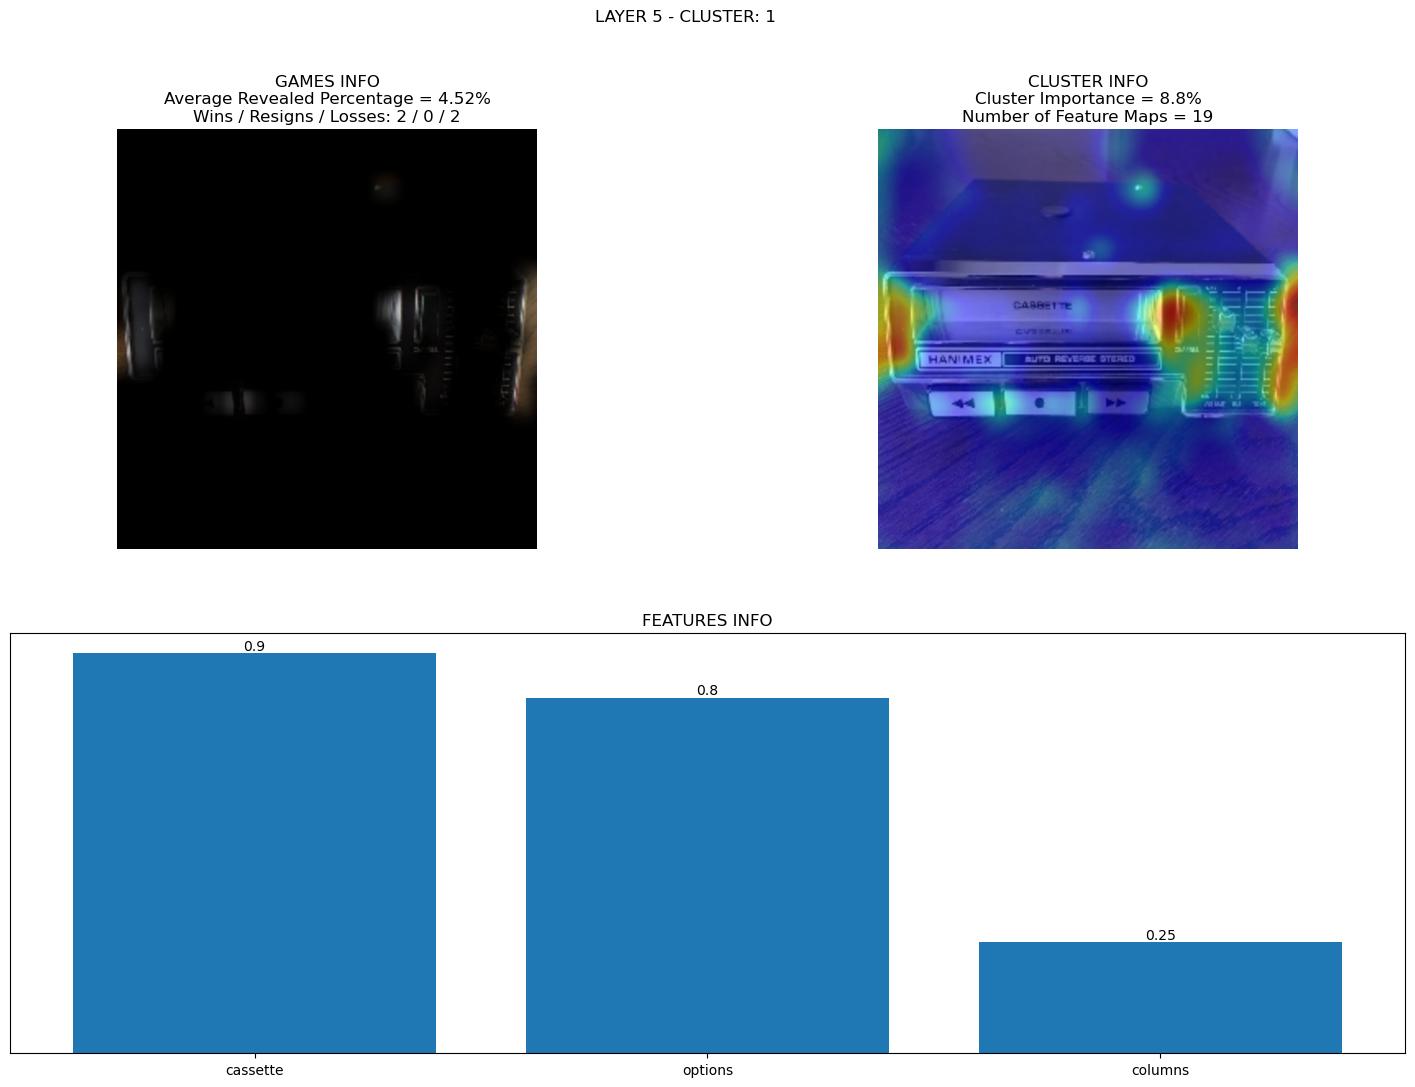 LAYER 5 - CLUSTER: 1
GAMES INFO
Average Revealed Percentage = 4.52%
Wins / Resigns / Losses: 2 / 0 / 2
CLUSTER INFO
Cluster Importance = 8.8%
Number of Feature Maps = 19
CASSETTE
HANIMEX
AUTO REVERSE STEREO
FEATURES INFO
0.9
0.8
0.25
cassette
options
columns